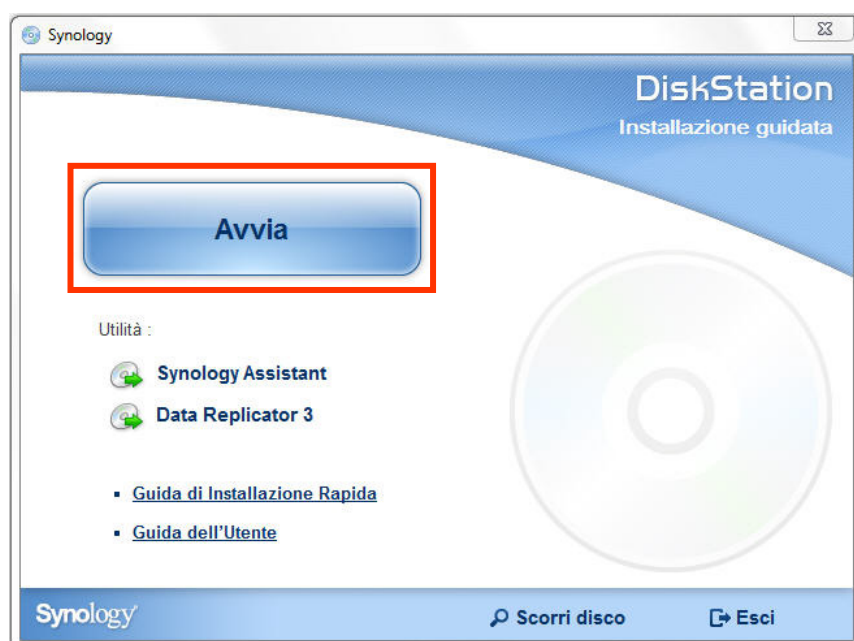 Synology
DiskStation
Installazione guidata
Avvia
Utilità :
Synology Assistant
Data Replicator 3
Guida di Installazione Rapida
Guida dell'Utente
Synology
Scorri disco
Esci